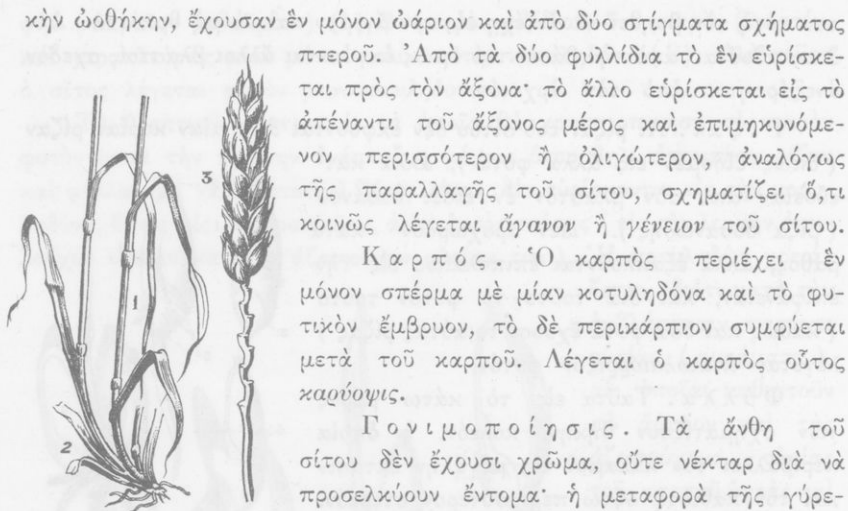 κὴν ὠοθήκην, ἔχουσαν ἓν μόνον ὠάριον καὶ ἀπὸ δύο στίγματα σχήματος
πτεροῦ. Ἀπὸ τὰ δύο φυλλίδια τὸ ἓν εὑρίσκε-
ται πρὸς τὸν ἄξονα τὸ ἄλλο εὑρίσκεται εἰς τὸ
ἀπέναντι τοῦ ἄξονος μέρος καὶ ἐπιμηκυνόμε-
νον περισσότερον ἢ ὀλιγώτερον, ἀναλόγως
τῆς παραλλαγῆς τοῦ σίτου, σχηματίζει ὅ,τι
κοινῶς λέγεται ἄγανον ἢ γένειον τοῦ σίτου.
Καρπός. Ὁ καρπὸς περιέχει ἓν
μόνον σπέρμα μὲ μίαν κοτυληδόνα καὶ τὸ φυ-
τικὸν ἔμβρυον, τὸ δὲ περικάρπιον συμφύεται
μετὰ τοῦ καρποῦ. Λέγεται ὁ καρπὸς οὗτος
καρύοψις.
Γονιμοποίησις. Τὰ ἄνθη τοῦ
σίτου δὲν ἔχουσι χρῶμα, οὔτε νέκταρ διὰ νὰ
προσελκύουν ἔντομα· ἡ μεταφορὰ τῆς γύρε-
3
1
2